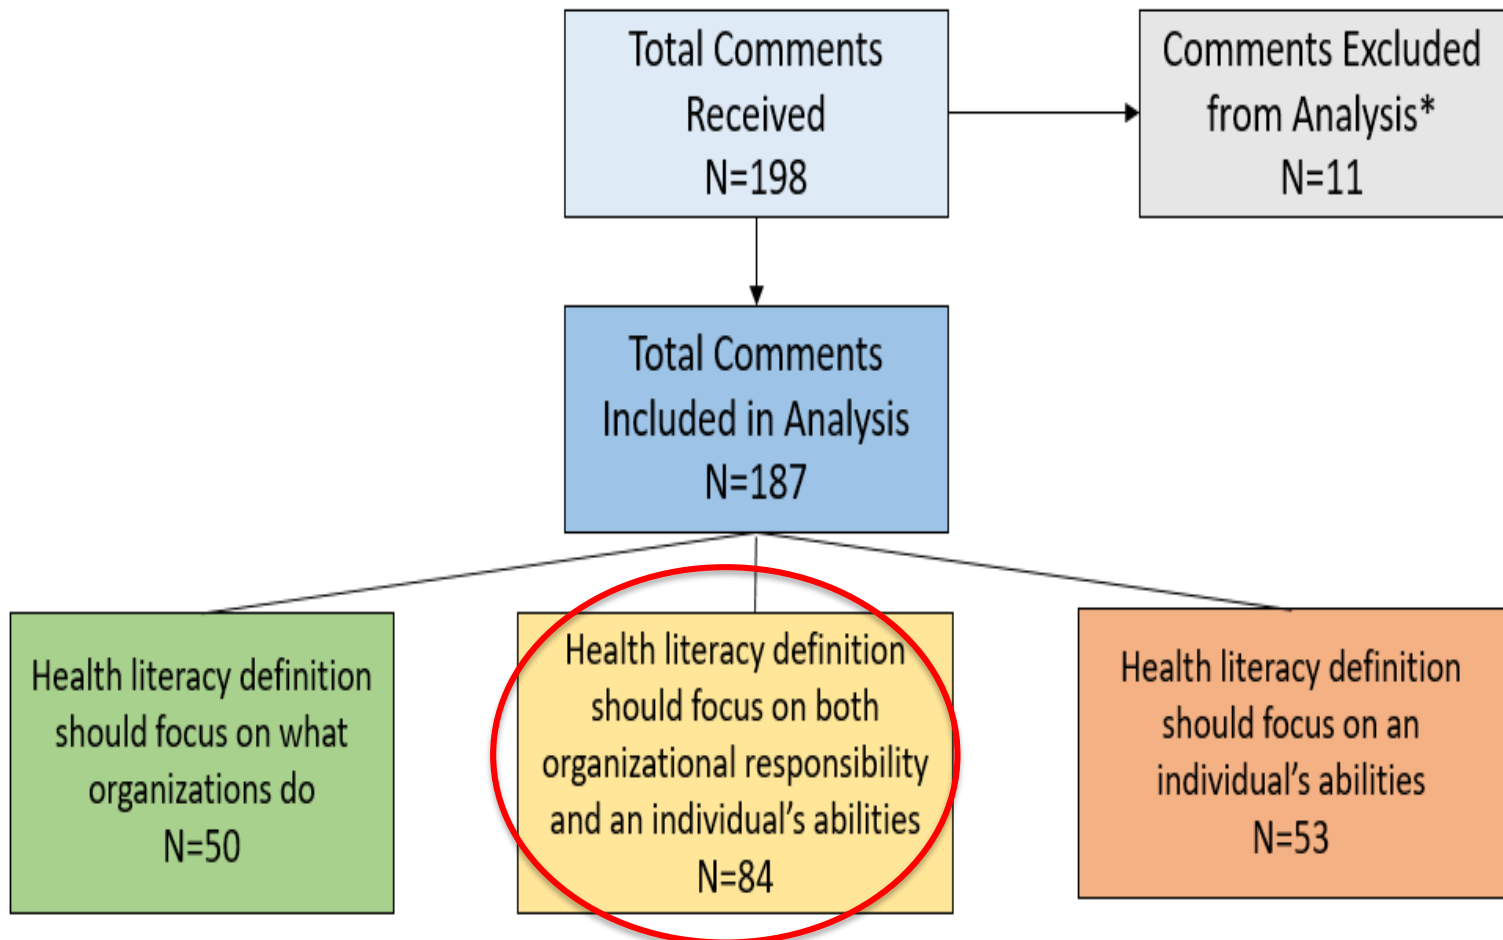 Total Comments
Received
N=198
Comments Excluded
from Analysis*
N=11
Total Comments
Included in Analysis
N=187
Health literacy definition
should focus on what
organizations do
N=50
Health literacy definition
should focus on both
organizational responsibility
and an individual’s abilities
N=84
Health literacy definition
should focus on an
individual’s abilities
N=53